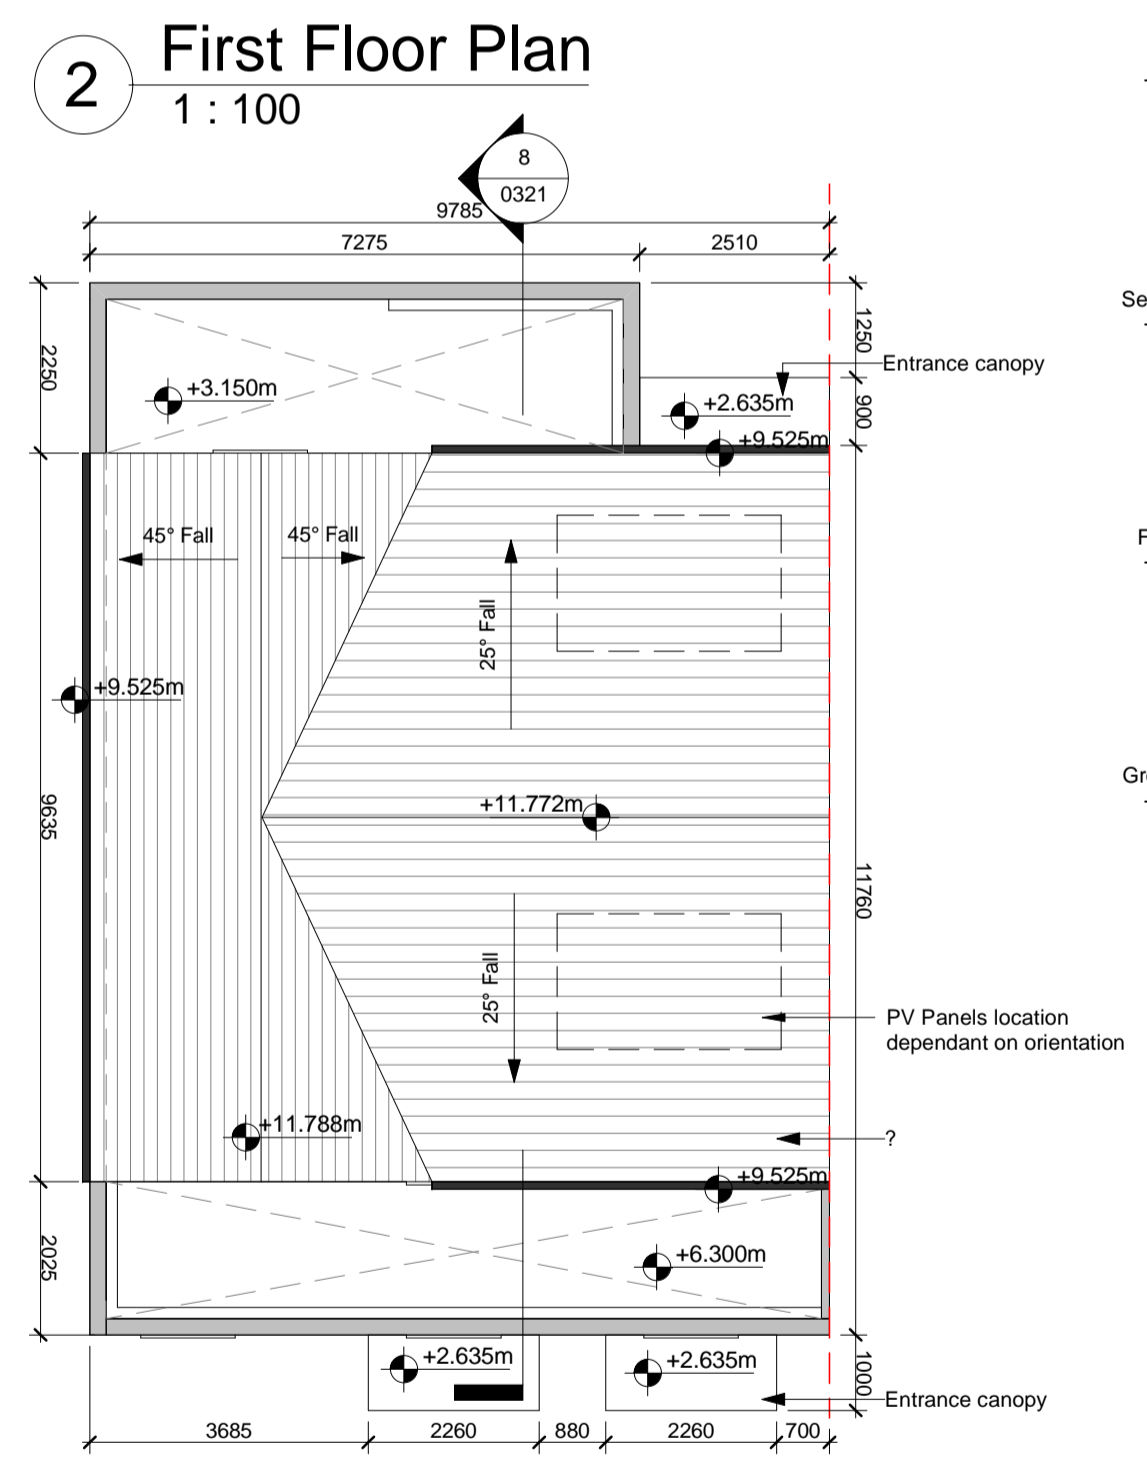 2
First Floor Plan
1 : 100
8
0321
9785
7275
2510
2250
1250
Se
Entrance canopy
+3.150m
+2.635m
900
+9.525m
45° Fall
45° Fall
F
25° Fall
+9.525m
Gr
+11.772m
9635
11760
25° Fall
PV Panels location
dependant on orientation
+11.788m
?
+9.525m
2025
+6.300m
+2.635m
+2.635m
1000
Entrance canopy
3685
2260
880
2260
700